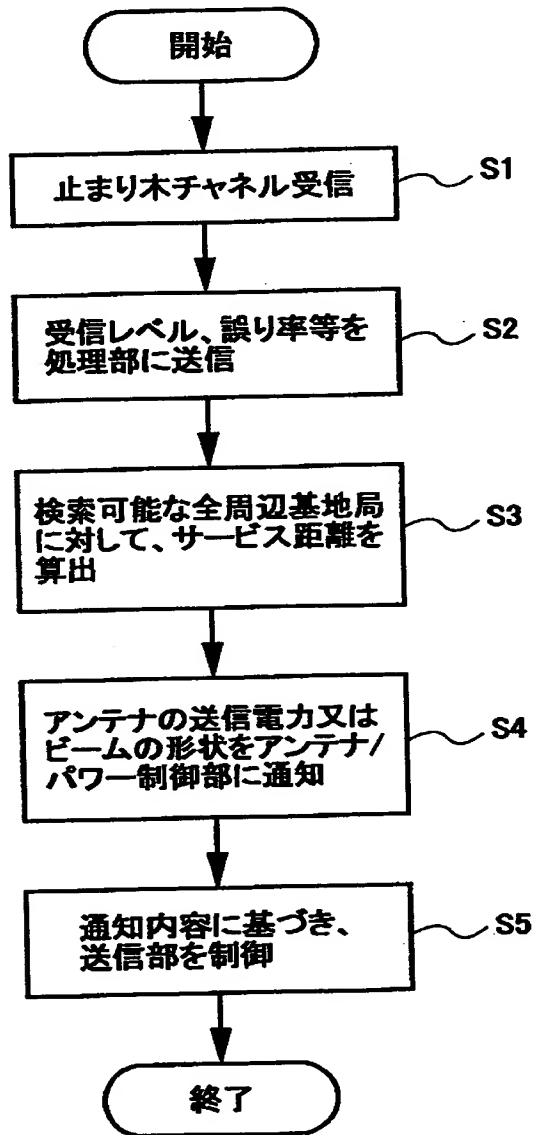 開始
止まり木チャネル受信
S1
受信レベル、誤り率等を
処理部に送信
S2
検索可能な全周辺基地局
に対して、サービス距離を
算出
S3
アンテナの送信電力又は
ビームの形状をアンテナ/
パワー制御部に通知
S4
通知内容に基づき、
送信部を制御
S5
終了